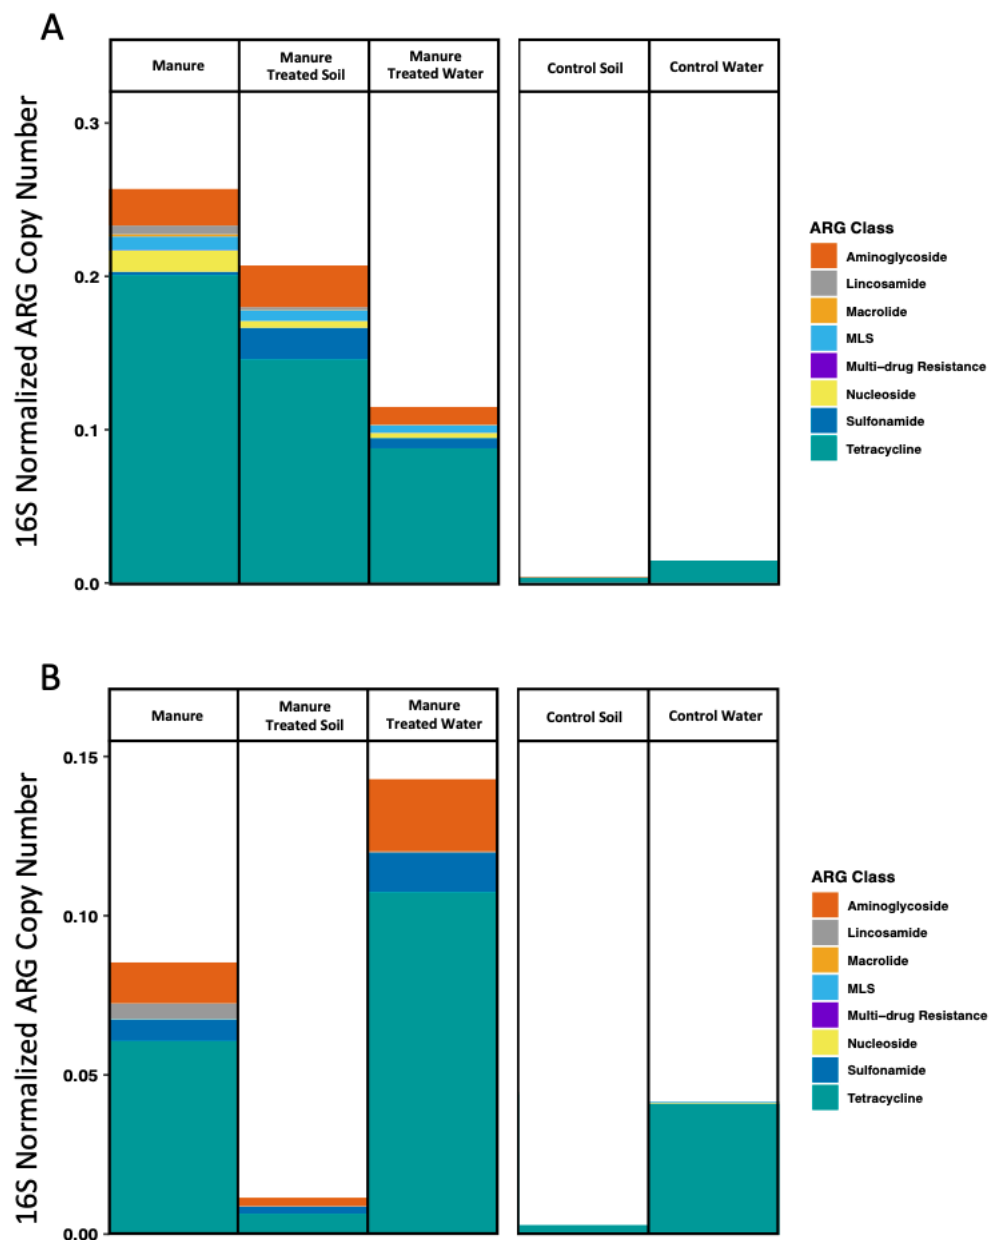 A
Manure
Manure
Treated Soil
Manure
Treated Water
Control Soil
Control Water
16S Normalized ARG Copy Number
0.3
0.2
0.1
0.0
ARG Class
Aminoglycoside
Lincosamide
Macrolide
MLS
Multi–drug Resistance
Nucleoside
Sulfonamide
Tetracycline
B
Manure
Manure
Treated Soil
Manure
Treated Water
Control Soil
Control Water
16S Normalized ARG Copy Number
0.15
0.10
0.05
0.00
ARG Class
Aminoglycoside
Lincosamide
Macrolide
MLS
Multi–drug Resistance
Nucleoside
Sulfonamide
Tetracycline